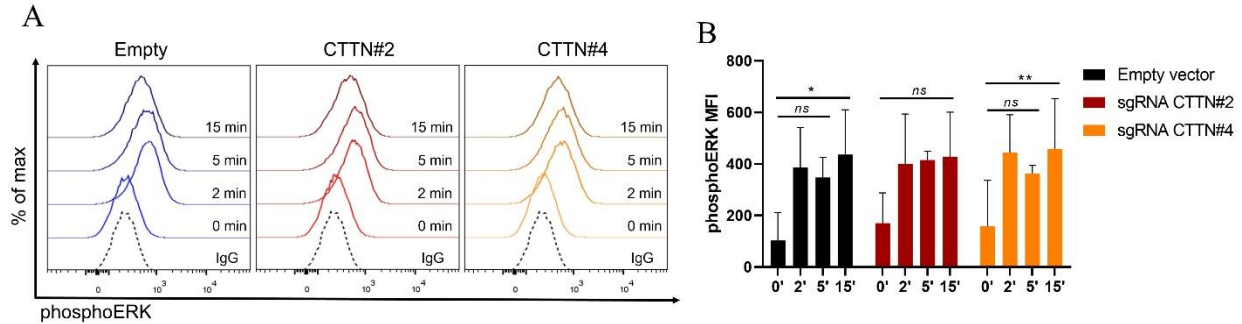 A
Empty
CTTN#2
CTTN#4
% of max
15 min
5 min
2 min
0 min
IgG
15 min
5 min
2 min
0 min
IgG
15 min
5 min
2 min
0 min
IgG
0 10³ 10⁴
0 10³ 10⁴
0 10³ 10⁴
phosphoERK
B
phosphoERK MFI
800
600
400
200
0
*
ns
ns
**
ns
0' 2' 5' 15' 0' 2' 5' 15' 0' 2' 5' 15'
Empty vector
sgRNA CTTN#2
sgRNA CTTN#4